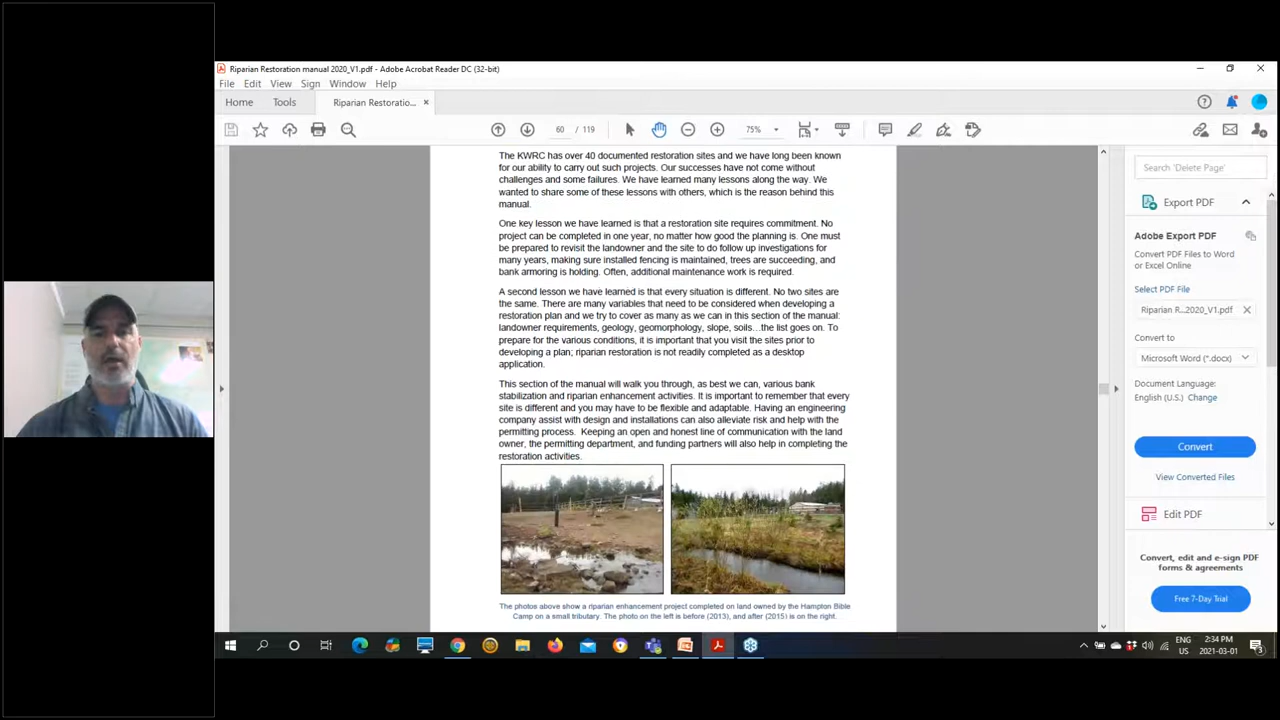 Riparian Restoration manual 2020_V1.pdf - Adobe Acrobat Reader DC (32-bit)
File Edit View Sign Window Help
Home Tools Riparian Restoratio... ×
60 / 119 75%
The KWRC has over 40 documented restoration sites and we have long been known
for our ability to carry out such projects. Our successes have not come without
challenges and some failures. We have learned many lessons along the way. We
wanted to share some of these lessons with others, which is the reason behind this
manual.
One key lesson we have learned is that a restoration site requires commitment. No
project can be completed in one year, no matter how good the planning is. One must
be prepared to revisit the landowner and the site to do follow up investigations for
many years, making sure installed fencing is maintained, trees are succeeding, and
bank armoring is holding. Often, additional maintenance work is required.
A second lesson we have learned is that every situation is different. No two sites are
the same. There are many variables that need to be considered when developing a
restoration plan and we try to cover as many as we can in this section of the manual:
landowner requirements, geology, geomorphology, slope, soils…the list goes on. To
prepare for the various conditions, it is important that you visit the sites prior to
developing a plan; riparian restoration is not readily completed as a desktop
application.
This section of the manual will walk you through, as best we can, various bank
stabilization and riparian enhancement activities. It is important to remember that every
site is different and you may have to be flexible and adaptable. Having an engineering
company assist with design and installations can also alleviate risk and help with the
permitting process. Keeping an open and honest line of communication with the land
owner, the permitting department, and funding partners will also help in completing the
restoration activities.
The photos above show a riparian enhancement project completed on land owned by the Hampton Bible
Camp on a small tributary. The photo on the left is before (2013), and after (2015) is on the right.
Search 'Delete Page'
Export PDF
Adobe Export PDF
Convert PDF Files to Word
or Excel Online
Select PDF File
Riparian R...2020_V1.pdf ×
Convert to
Microsoft Word (*.docx)
Document Language:
English (U.S.) Change
Convert
View Converted Files
Edit PDF
Convert, edit and e-sign PDF
forms & agreements
Free 7-Day Trial
ENG
US
2:34 PM
2021-03-01
3